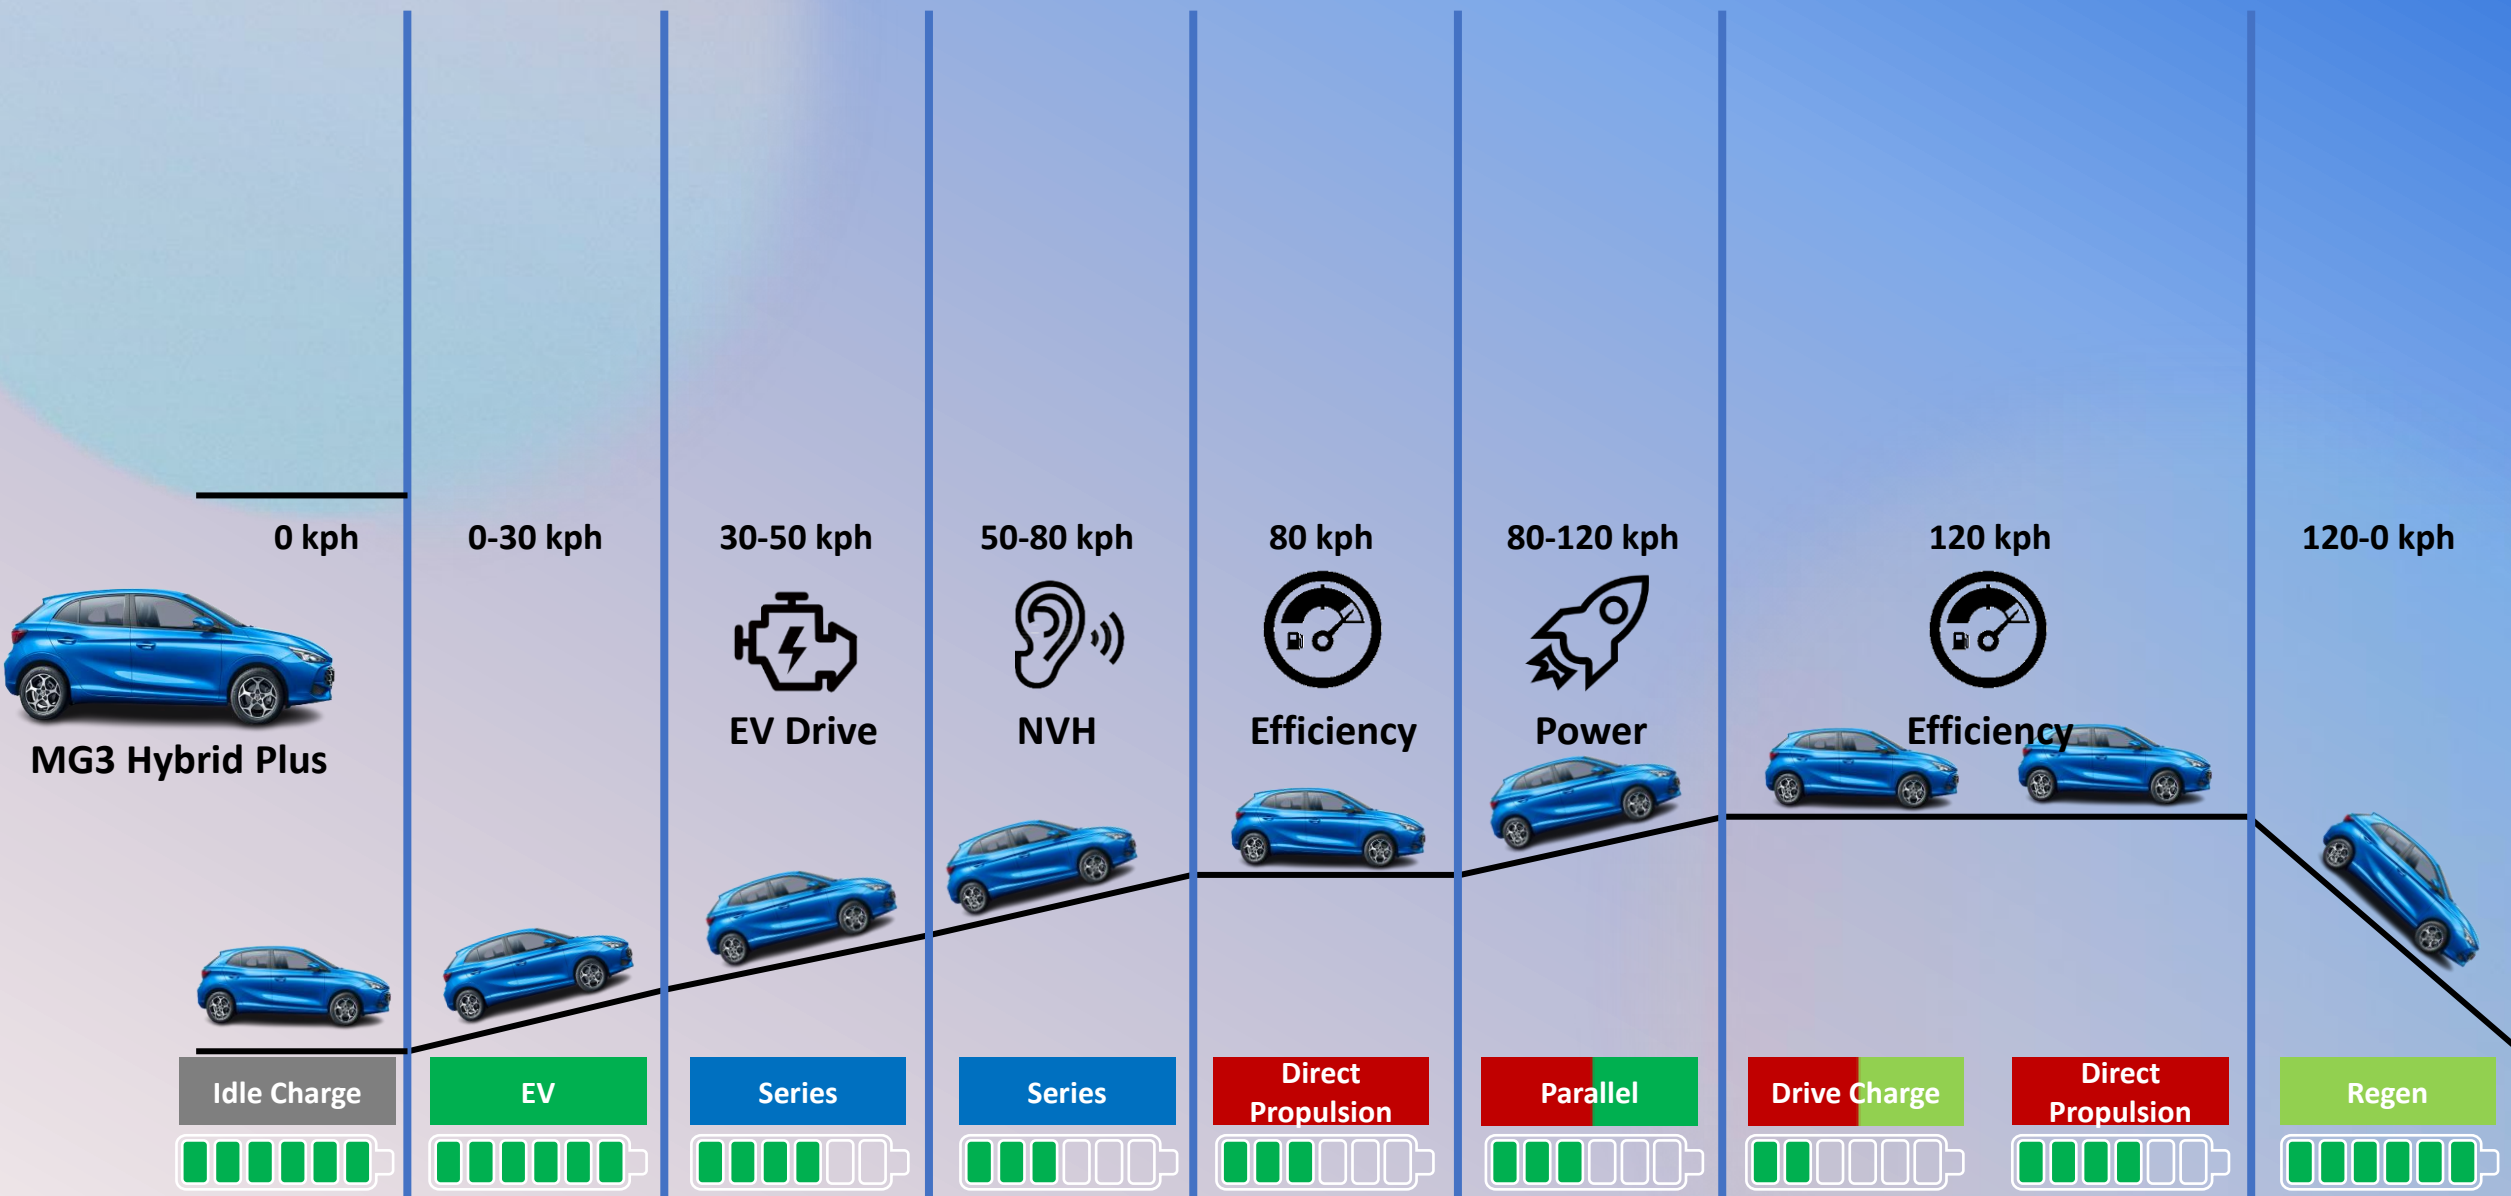 0 kph
0-30 kph
30-50 kph
50-80 kph
80 kph
80-120 kph
120 kph
120-0 kph
EV Drive
NVH
Efficiency
Power
Efficiency
MG3 Hybrid Plus
Idle Charge
EV
Series
Series
Direct
Propulsion
Parallel
Drive Charge
Direct
Propulsion
Regen